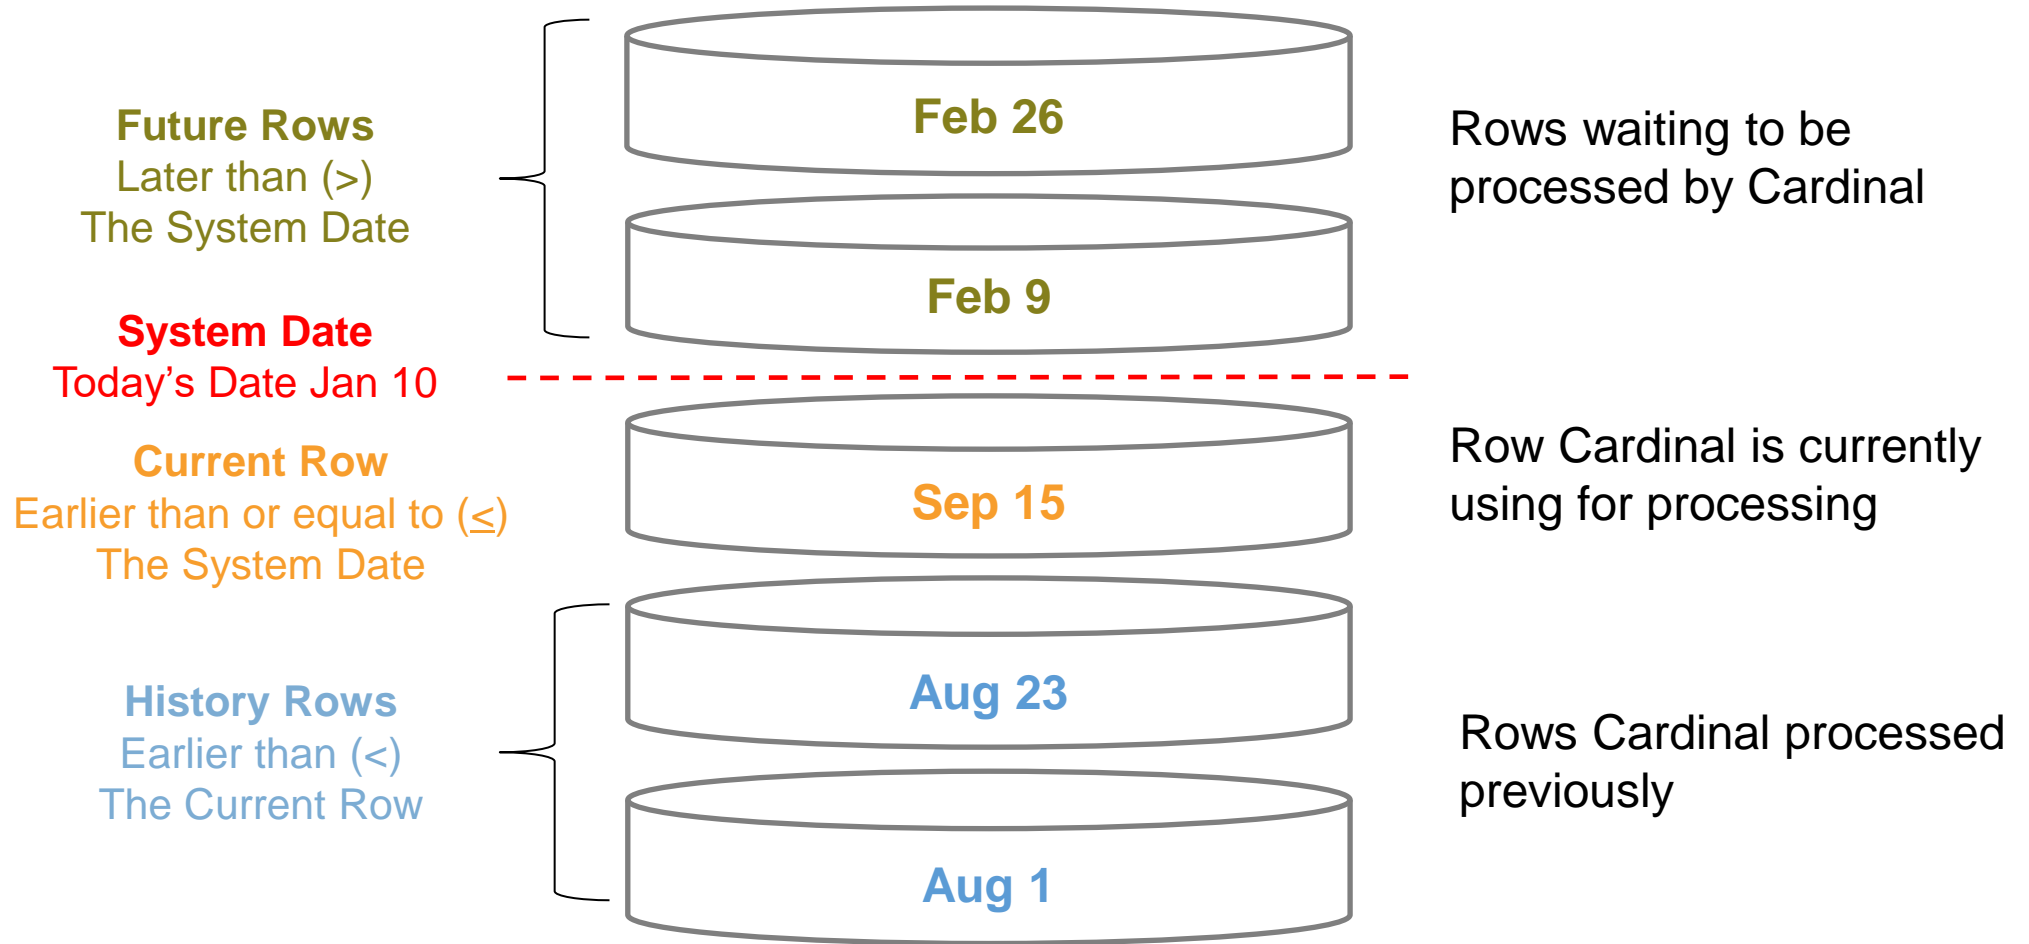 Future Rows
Later than (>)
The System Date
Feb 26
Feb 9
Rows waiting to be
processed by Cardinal
System Date
Today’s Date Jan 10
Current Row
Earlier than or equal to (≤)
The System Date
Sep 15
Row Cardinal is currently
using for processing
History Rows
Earlier than (<)
The Current Row
Aug 23
Aug 1
Rows Cardinal processed
previously